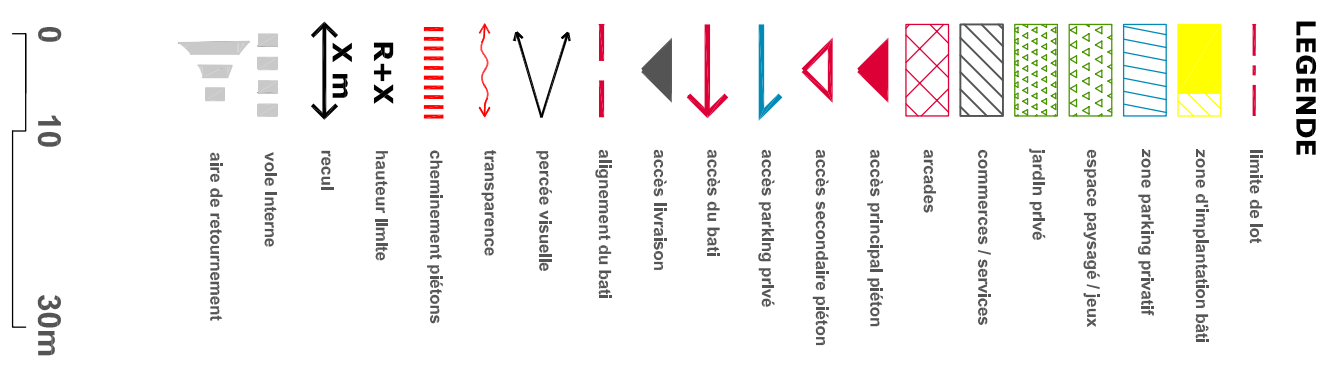 LEGENDE
limite de lot
zone d'implantation bâti
zone parking privatif
espace paysagé / jeux
jardin privé
commerces / services
arcades
accès principal piéton
accès secondaire piéton
accès parking privé
accès du bati
accès livraison
alignement du bati
percée visuelle
transparence
cheminement piétons
R+X
hauteur limite
X m
recul
voie interne
aire de retournement
0 10 30m